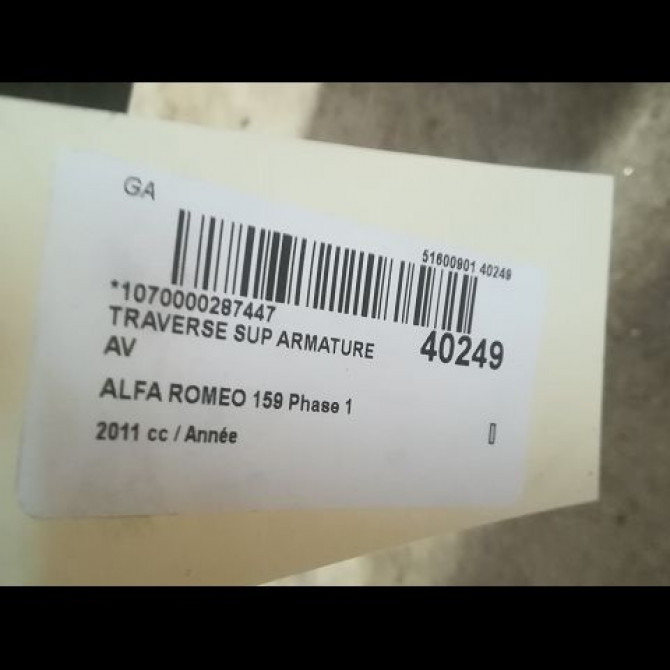 GA
51600901 40249
*1070000287447
TRAVERSE SUP ARMATURE
AV
40249
ALFA ROMEO 159 Phase 1
2011 cc / Année